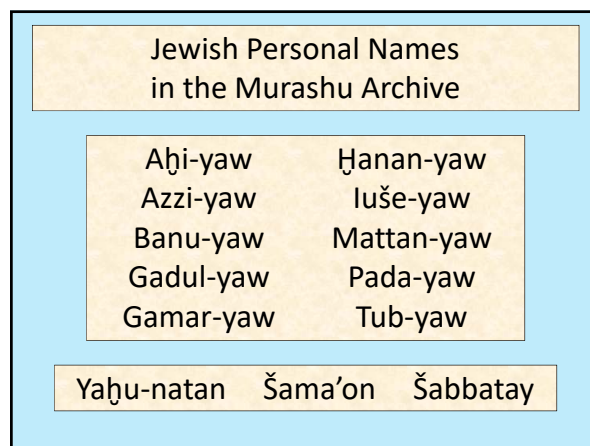 Jewish Personal Names
in the Murashu Archive
Aḫi-yaw Ḫanan-yaw
Azzi-yaw Iuše-yaw
Banu-yaw Mattan-yaw
Gadul-yaw Pada-yaw
Gamar-yaw Tub-yaw
Yaḫu-natan Šama’on Šabbatay